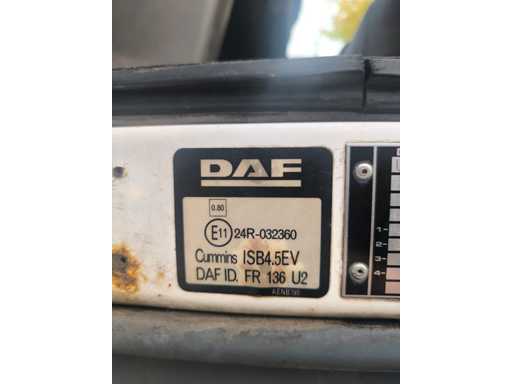 DAF
0.80
E11 24R-032360
Cummins ISB4.5EV
DAF ID. FR 136 U2
1
2
3
4